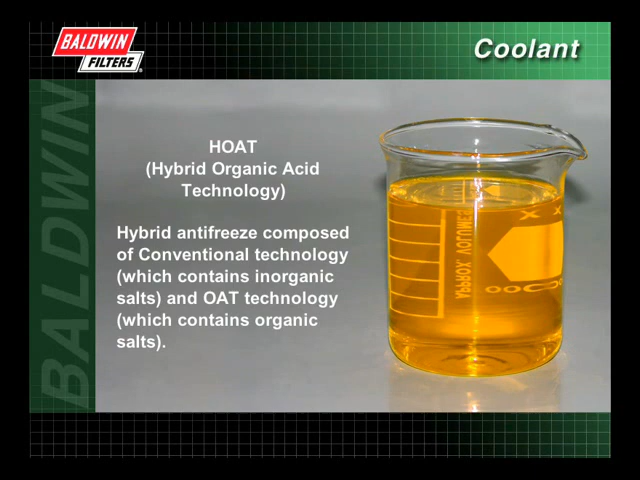 BALDWIN
FILTERS
Coolant
BALDWIN
HOAT
(Hybrid Organic Acid
Technology)
Hybrid antifreeze composed
of Conventional technology
(which contains inorganic
salts) and OAT technology
(which contains organic
salts).
APPROX. VOLUMES